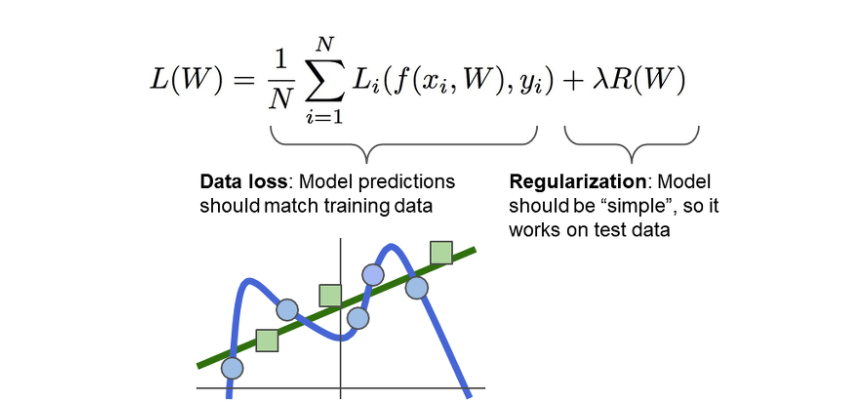 L(W) = \frac{1}{N} \sum_{i=1}^{N} L_i(f(x_i, W), y_i) + \lambda R(W)
Data loss: Model predictions
should match training data
Regularization: Model
should be “simple”, so it
works on test data